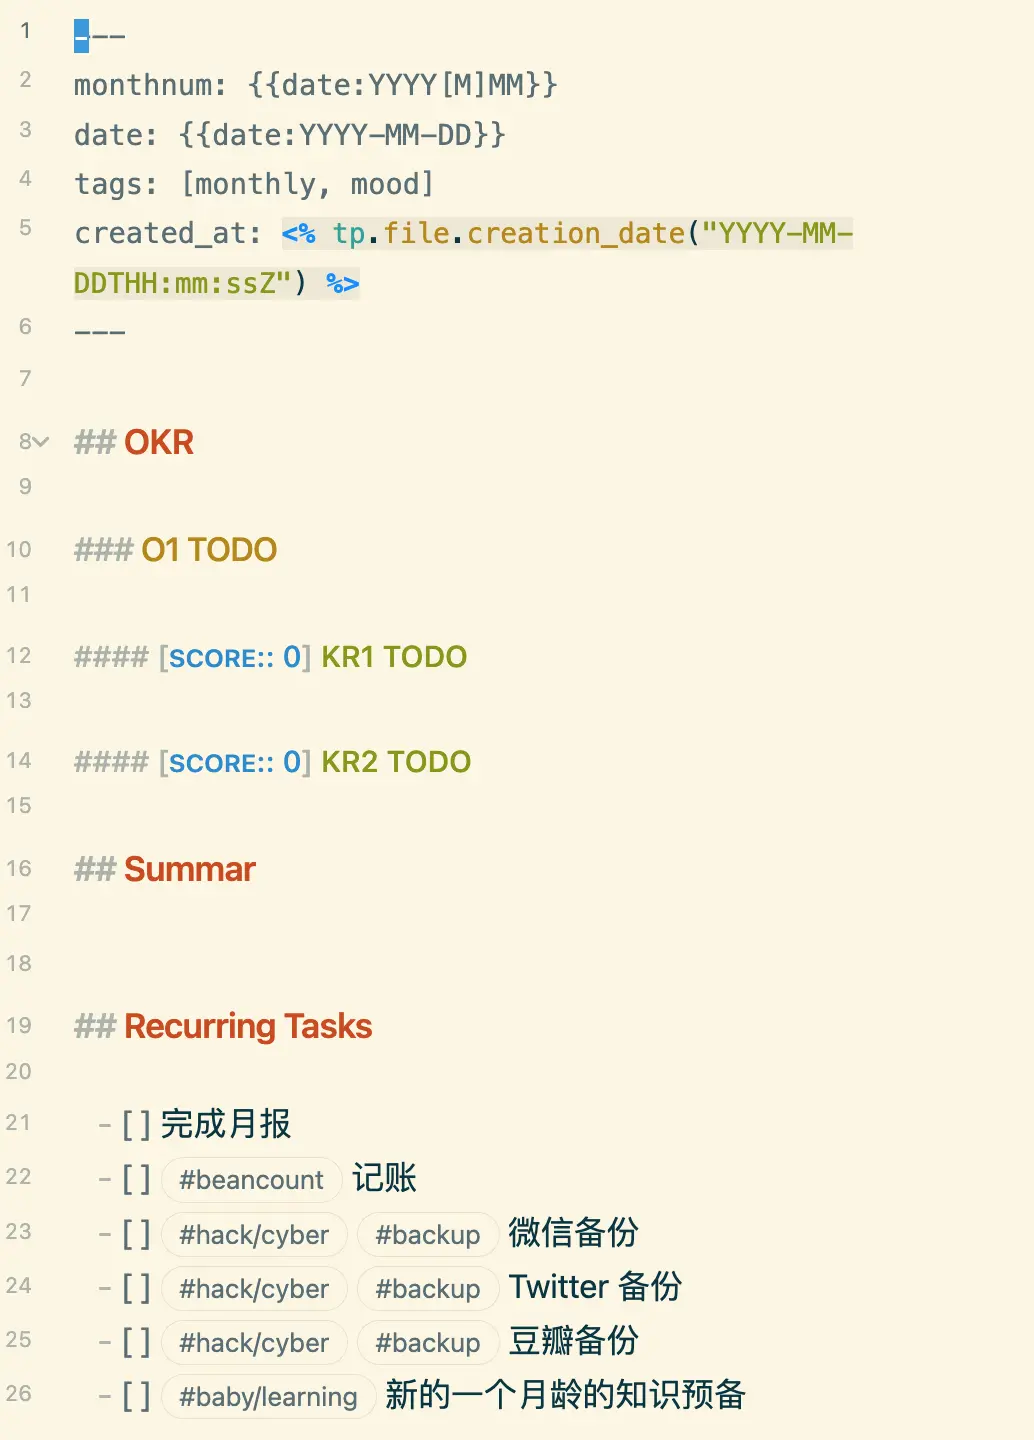 1 ---
2 monthnum: {{date:YYYY[M]MM}}
3 date: {{date:YYYY-MM-DD}}
4 tags: [monthly, mood]
5 created_at: <% tp.file.creation_date("YYYY-MM-
DDTHH:mm:ssZ") %>
6 ---
7
8 ## OKR
9
10 ### O1 TODO
11
12 #### [SCORE:: 0] KR1 TODO
13
14 #### [SCORE:: 0] KR2 TODO
15
16 ## Summar
17
18
19 ## Recurring Tasks
20
21 - [ ] 完成月报
22 - [ ] #beancount 记账
23 - [ ] #hack/cyber #backup 微信备份
24 - [ ] #hack/cyber #backup Twitter 备份
25 - [ ] #hack/cyber #backup 豆瓣备份
26 - [ ] #baby/learning 新的一个月龄的知识预备